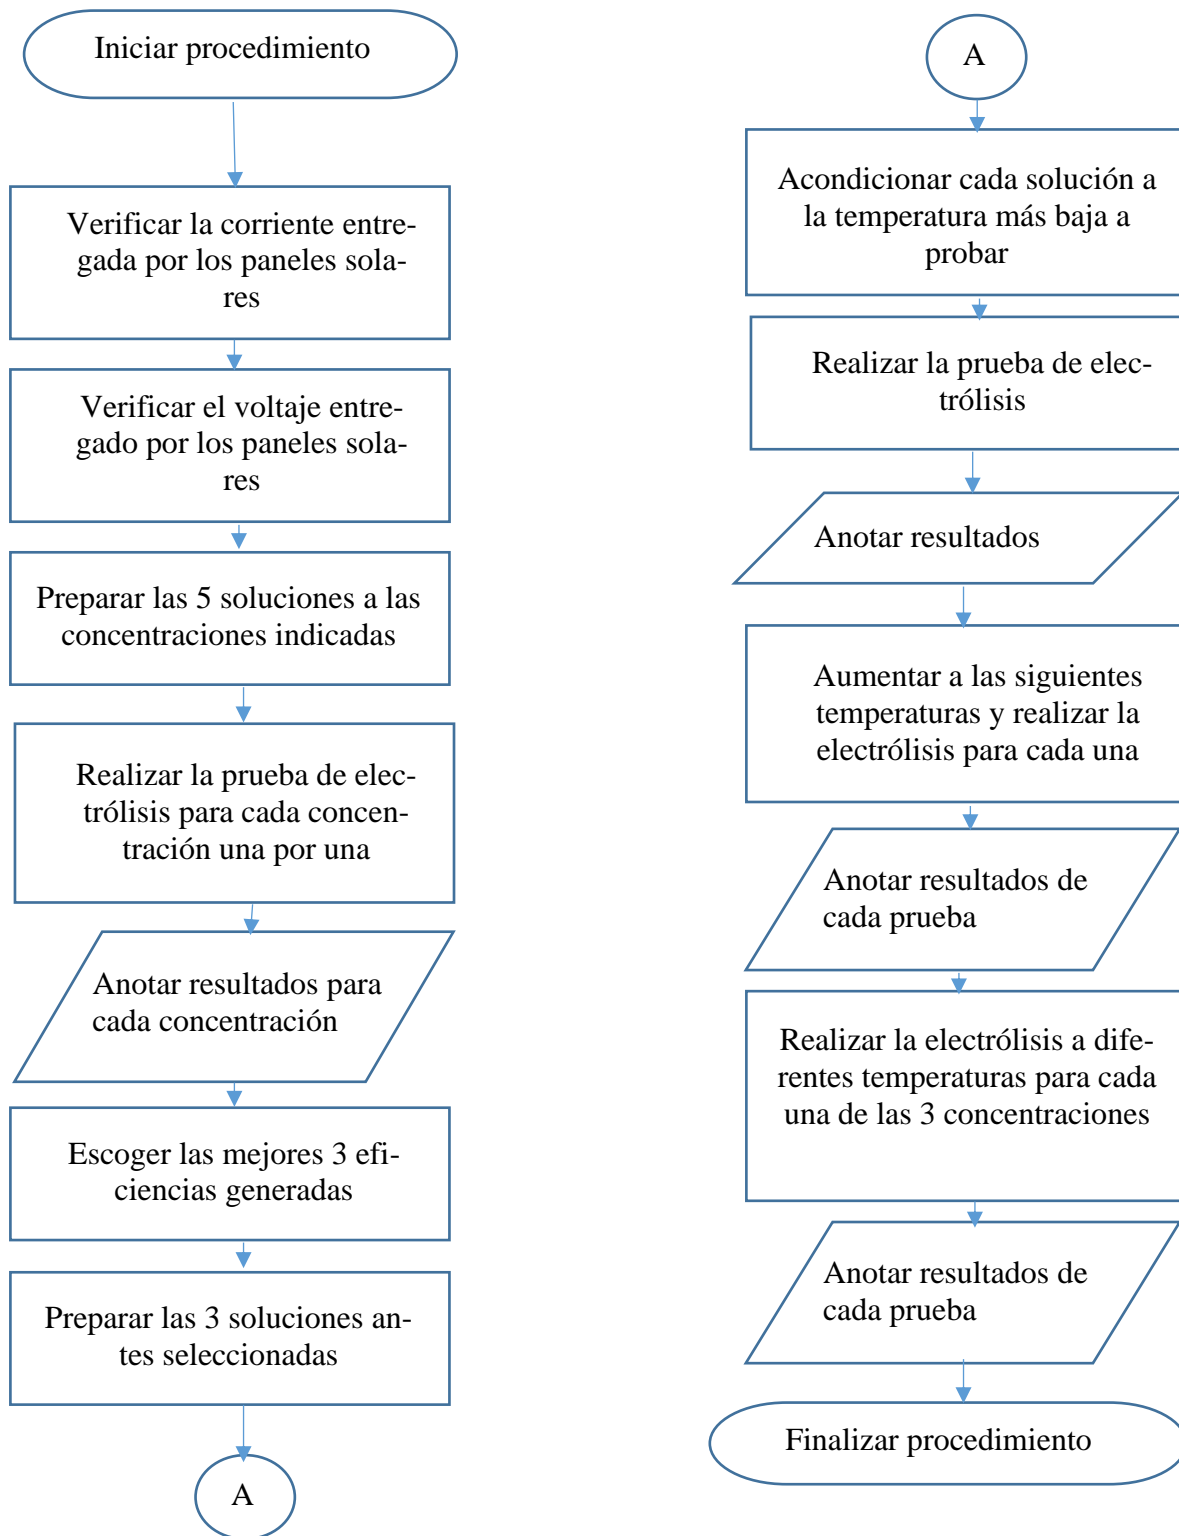 Iniciar procedimiento
Verificar la corriente entre-
gada por los paneles sola-
res
Verificar el voltaje entre-
gado por los paneles sola-
res
Preparar las 5 soluciones a las
concentraciones indicadas
Realizar la prueba de elec-
trólisis para cada concen-
tración una por una
Anotar resultados para
cada concentración
Escoger las mejores 3 efi-
ciencias generadas
Preparar las 3 soluciones an-
tes seleccionadas
A
A
Acondicionar cada solución a
la temperatura más baja a
probar
Realizar la prueba de elec-
trólisis
Anotar resultados
Aumentar a las siguientes
temperaturas y realizar la
electrólisis para cada una
Anotar resultados de
cada prueba
Realizar la electrólisis a dife-
rentes temperaturas para cada
una de las 3 concentraciones
Anotar resultados de
cada prueba
Finalizar procedimiento